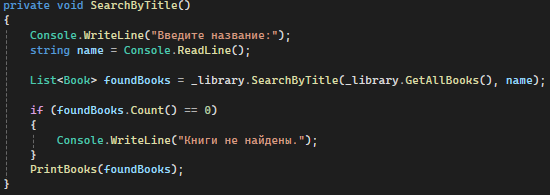 private void SearchByTitle()
{
Console.WriteLine("Введите название:");
string name = Console.ReadLine();
List<Book> foundBooks = _library.SearchByTitle(_library.GetAllBooks(), name);
if (foundBooks.Count() == 0)
{
Console.WriteLine("Книги не найдены.");
}
PrintBooks(foundBooks);
}